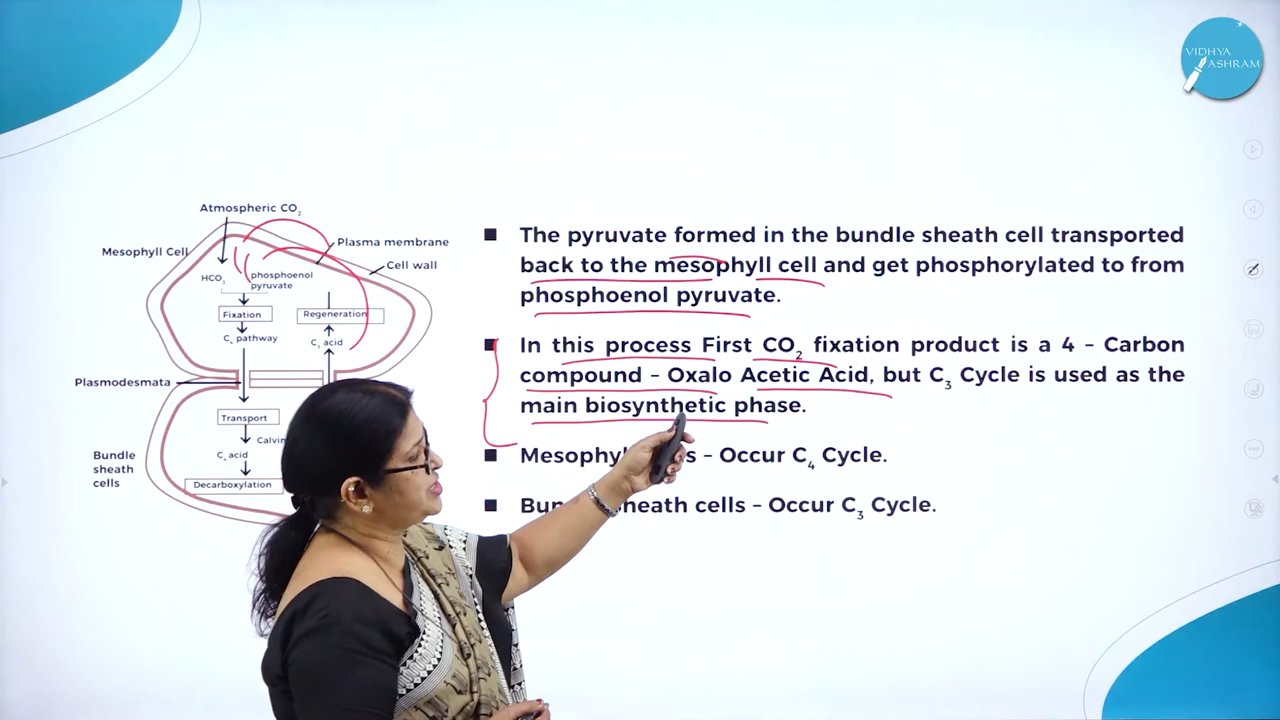 VIDHYA
ASHRAM
Atmospheric CO2
Mesophyll Cell
Plasma membrane
Cell wall
HCO3
phosphoenol
pyruvate
Fixation
Regeneration
C4 pathway
C3 acid
Plasmodesmata
Transport
C4 acid
Bundle
sheath
cells
Decarboxylation
■ The pyruvate formed in the bundle sheath cell transported
back to the mesophyll cell and get phosphorylated to from
phosphoenol pyruvate.
■ In this process First CO2 fixation product is a 4 – Carbon
compound – Oxalo Acetic Acid, but C3 Cycle is used as the
main biosynthetic phase.
■ – Occur C4 Cycle.
■ cells – Occur C3 Cycle.